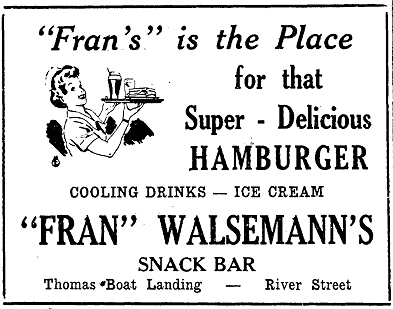 "Fran's" is the Place
for that
Super - Delicious
HAMBURGER
COOLING DRINKS — ICE CREAM
"FRAN" WALSEMANN'S
SNACK BAR
Thomas Boat Landing — River Street